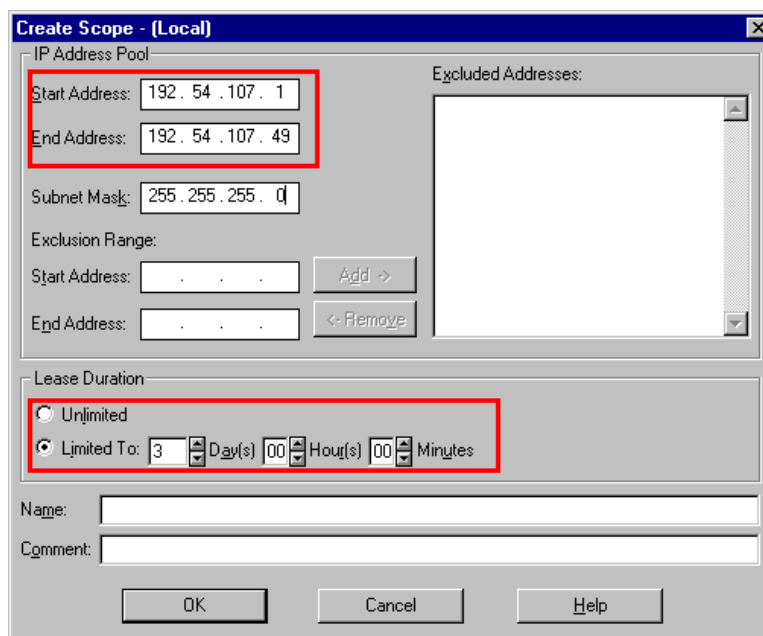 Create Scope - (Local)
IP Address Pool
Start Address: 192. 54 .107. 1
End Address: 192. 54 .107. 49
Subnet Mask: 255.255.255. 0
Exclusion Range:
Start Address: . . .
End Address: . . .
Add ->
<- Remove
Excluded Addresses:
Lease Duration
Unlimited
Limited To: 3 Day(s) 00 Hour(s) 00 Minutes
Name:
Comment:
OK Cancel Help